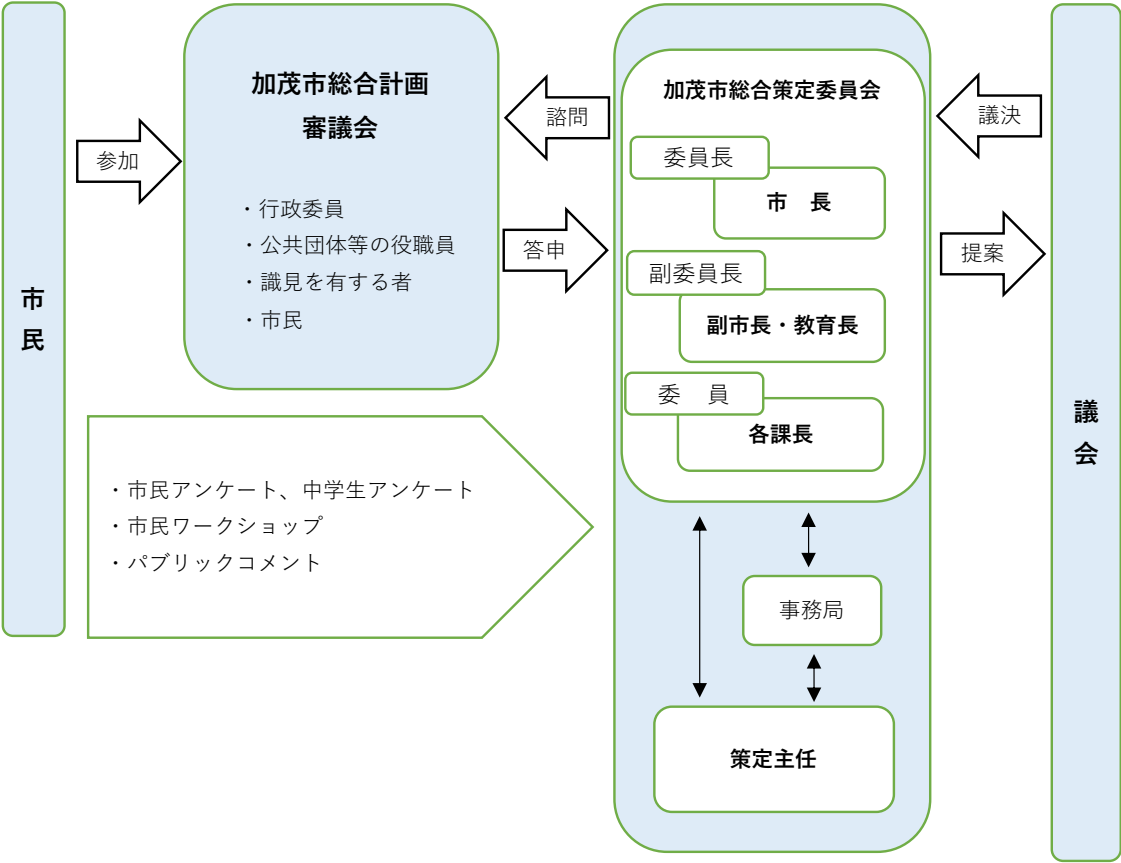 市
民
参加
加茂市総合計画
審議会
・行政委員
・公共団体等の役職員
・識見を有する者
・市民
諮問
答申
・市民アンケート、中学生アンケート
・市民ワークショップ
・パブリックコメント
加茂市総合策定委員会
委員長
市　長
副委員長
副市長・教育長
委　員
各課長
事務局
策定主任
議決
提案
議
会